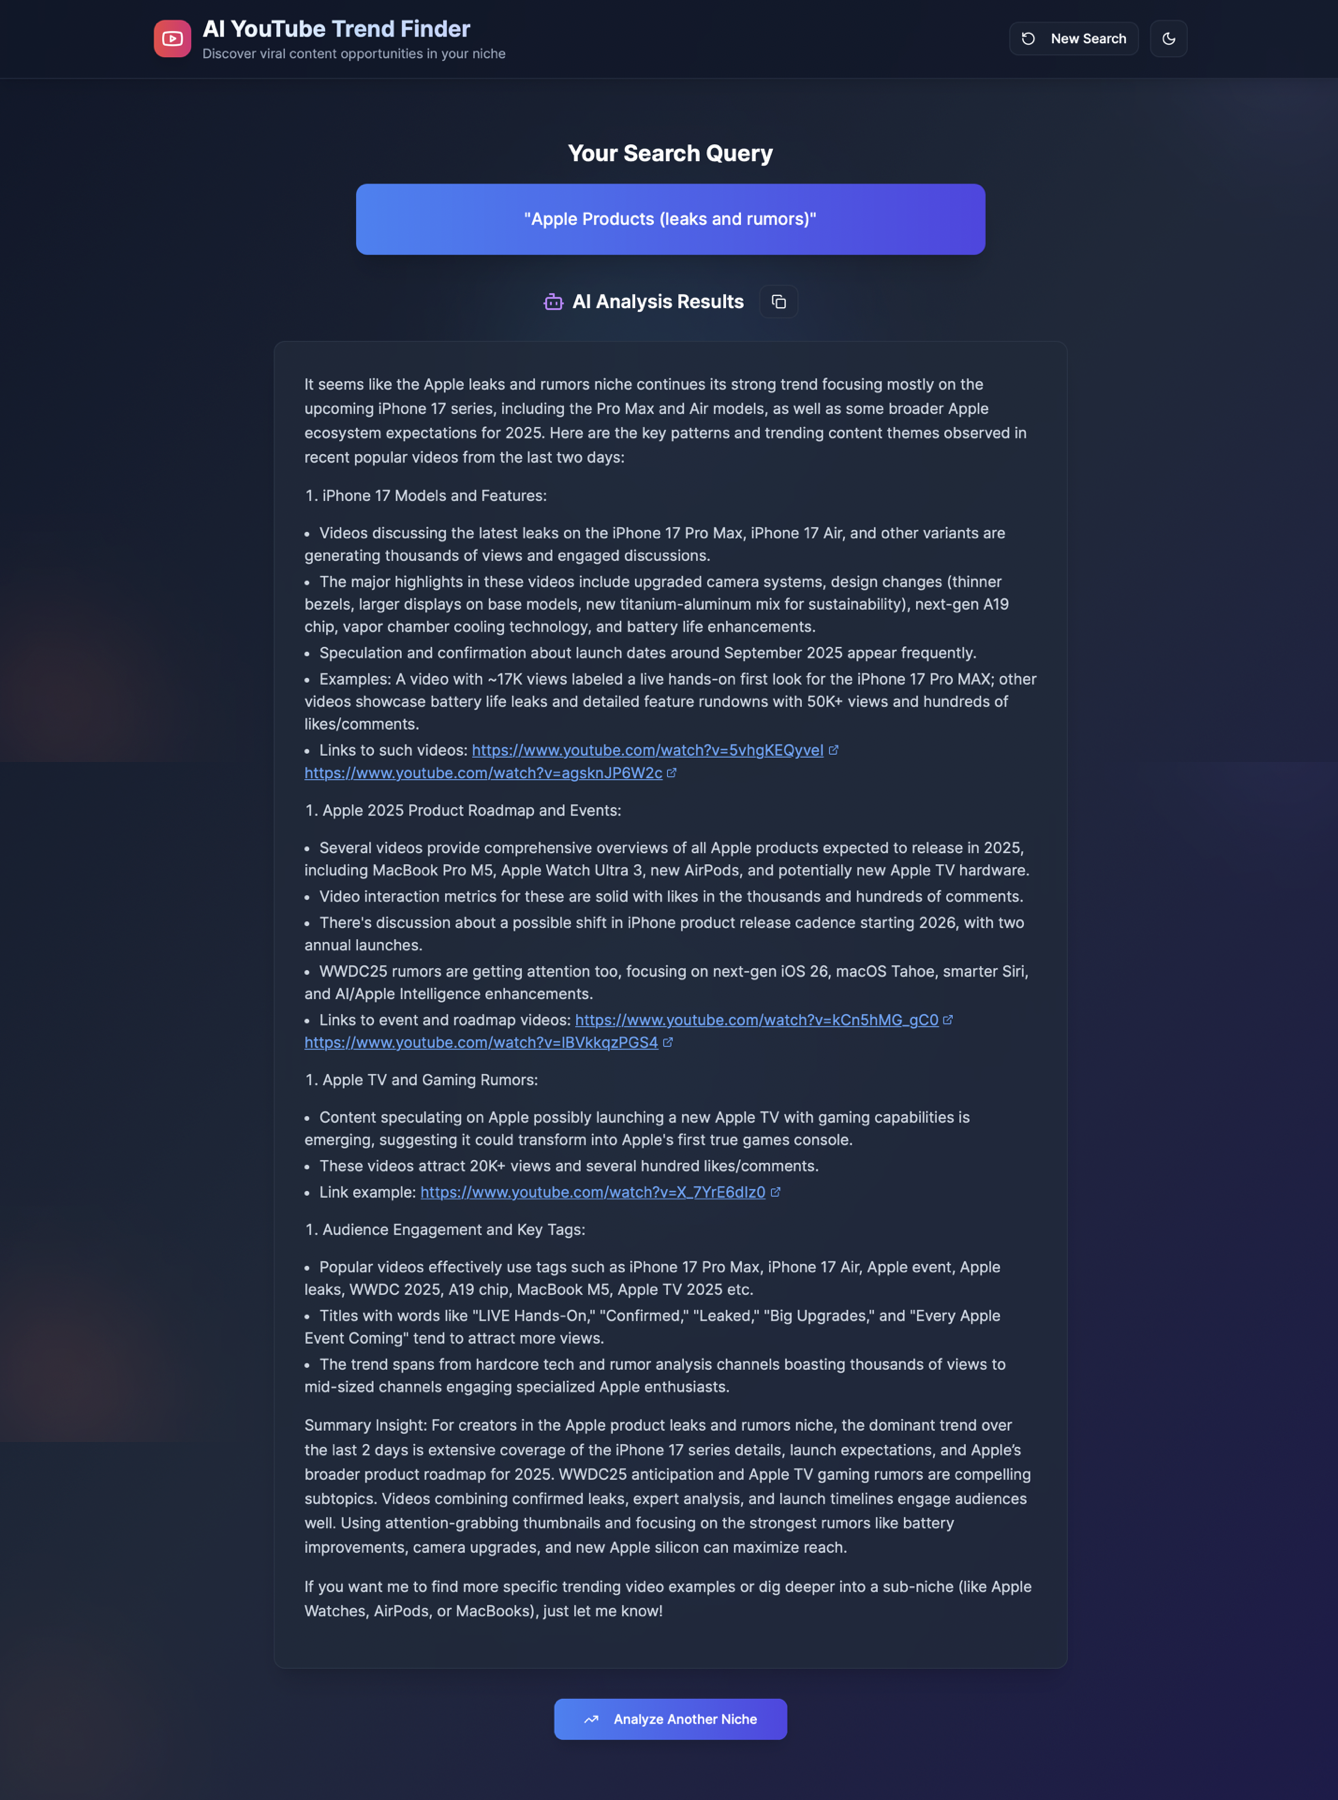 AI YouTube Trend Finder
Discover viral content opportunities in your niche
New Search
Your Search Query
"Apple Products (leaks and rumors)"
AI Analysis Results
It seems like the Apple leaks and rumors niche continues its strong trend focusing mostly on the
upcoming iPhone 17 series, including the Pro Max and Air models, as well as some broader Apple
ecosystem expectations for 2025. Here are the key patterns and trending content themes observed in
recent popular videos from the last two days:
1. iPhone 17 Models and Features:
• Videos discussing the latest leaks on the iPhone 17 Pro Max, iPhone 17 Air, and other variants are
generating thousands of views and engaged discussions.
• The major highlights in these videos include upgraded camera systems, design changes (thinner
bezels, larger displays on base models, new titanium-aluminum mix for sustainability), next-gen A19
chip, vapor chamber cooling technology, and battery life enhancements.
• Speculation and confirmation about launch dates around September 2025 appear frequently.
• Examples: A video with ~17K views labeled a live hands-on first look for the iPhone 17 Pro MAX; other
videos showcase battery life leaks and detailed feature rundowns with 50K+ views and hundreds of
likes/comments.
• Links to such videos: https://www.youtube.com/watch?v=5vhgKEQyveI
https://www.youtube.com/watch?v=agsknJP6W2c
1. Apple 2025 Product Roadmap and Events:
• Several videos provide comprehensive overviews of all Apple products expected to release in 2025,
including MacBook Pro M5, Apple Watch Ultra 3, new AirPods, and potentially new Apple TV hardware.
• Video interaction metrics for these are solid with likes in the thousands and hundreds of comments.
• There's discussion about a possible shift in iPhone product release cadence starting 2026, with two
annual launches.
• WWDC25 rumors are getting attention too, focusing on next-gen iOS 26, macOS Tahoe, smarter Siri,
and AI/Apple Intelligence enhancements.
• Links to event and roadmap videos: https://www.youtube.com/watch?v=kCn5hMG_gC0
https://www.youtube.com/watch?v=lBVkkqzPGS4
1. Apple TV and Gaming Rumors:
• Content speculating on Apple possibly launching a new Apple TV with gaming capabilities is
emerging, suggesting it could transform into Apple's first true games console.
• These videos attract 20K+ views and several hundred likes/comments.
• Link example: https://www.youtube.com/watch?v=X_7YrE6dIz0
1. Audience Engagement and Key Tags:
• Popular videos effectively use tags such as iPhone 17 Pro Max, iPhone 17 Air, Apple event, Apple
leaks, WWDC 2025, A19 chip, MacBook M5, Apple TV 2025 etc.
• Titles with words like "LIVE Hands-On," "Confirmed," "Leaked," "Big Upgrades," and "Every Apple
Event Coming" tend to attract more views.
• The trend spans from hardcore tech and rumor analysis channels boasting thousands of views to
mid-sized channels engaging specialized Apple enthusiasts.
Summary Insight: For creators in the Apple product leaks and rumors niche, the dominant trend over
the last 2 days is extensive coverage of the iPhone 17 series details, launch expectations, and Apple’s
broader product roadmap for 2025. WWDC25 anticipation and Apple TV gaming rumors are compelling
subtopics. Videos combining confirmed leaks, expert analysis, and launch timelines engage audiences
well. Using attention-grabbing thumbnails and focusing on the strongest rumors like battery
improvements, camera upgrades, and new Apple silicon can maximize reach.
If you want me to find more specific trending video examples or dig deeper into a sub-niche (like Apple
Watches, AirPods, or MacBooks), just let me know!
Analyze Another Niche